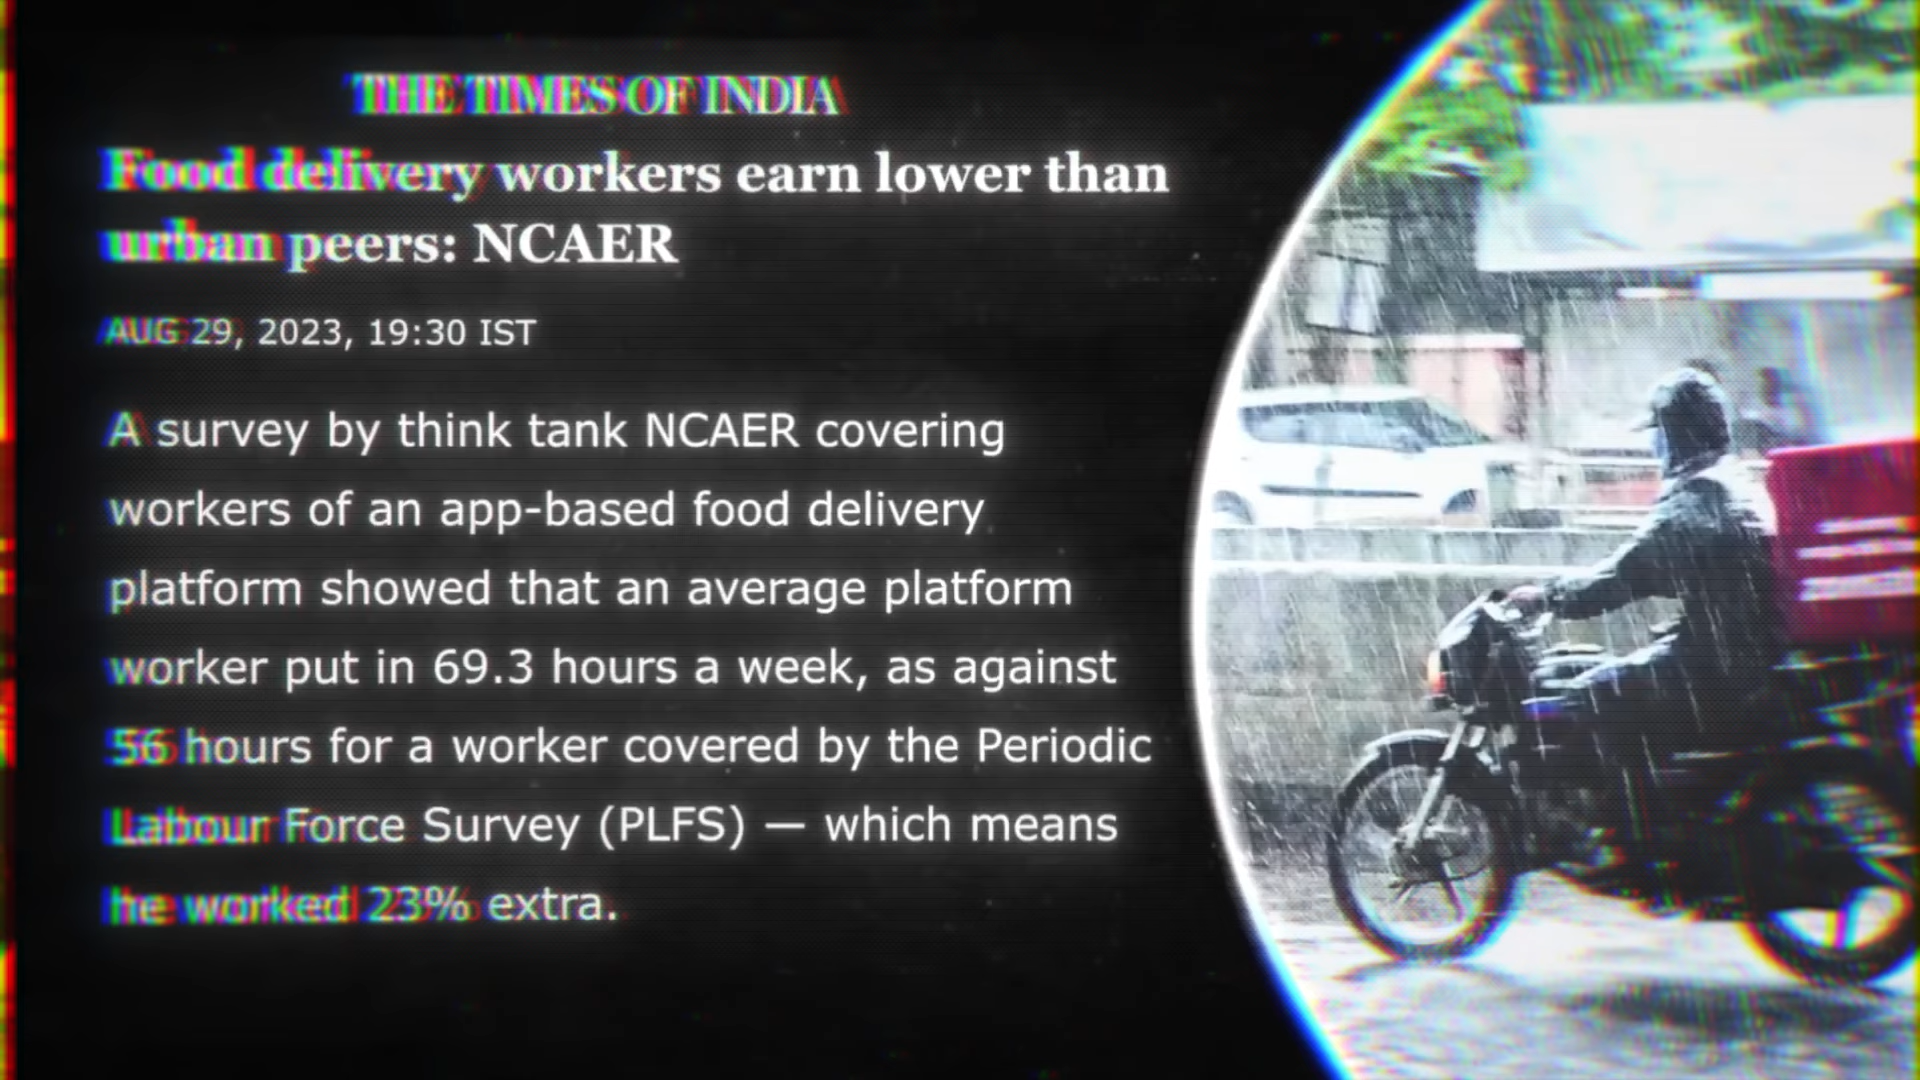 THE TIMES OF INDIA
Food delivery workers earn lower than
urban peers: NCAER
AUG 29, 2023, 19:30 IST
A survey by think tank NCAER covering
workers of an app-based food delivery
platform showed that an average platform
worker put in 69.3 hours a week, as against
56 hours for a worker covered by the Periodic
Labour Force Survey (PLFS) — which means
he worked 23% extra.